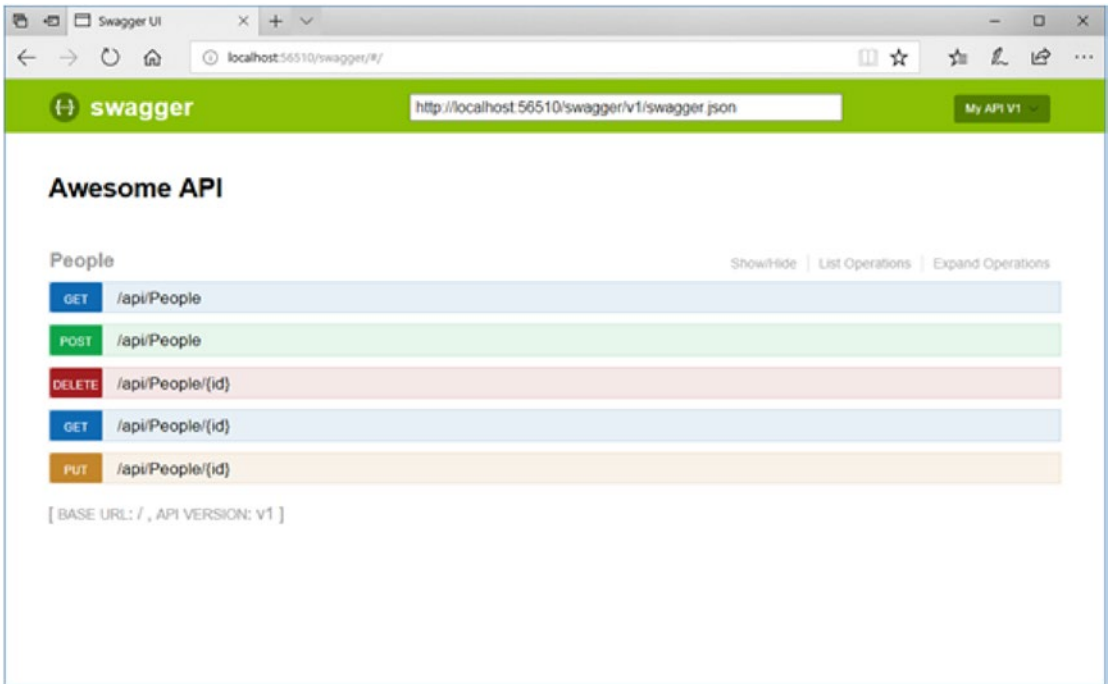 Swagger UI
localhost:56510/swagger/#/
swagger
http://localhost:56510/swagger/v1/swagger.json
My API V1
Awesome API
People
Show/Hide | List Operations | Expand Operations
GET /api/People
POST /api/People
DELETE /api/People/{id}
GET /api/People/{id}
PUT /api/People/{id}
[ BASE URL: / , API VERSION: v1 ]